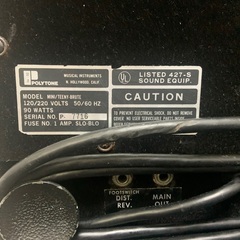 POLYTONE
MUSICAL INSTRUMENTS
N. HOLLYWOOD, CALIF.
MODEL MINI/TEENY-BRUTE
120/220 VOLTS 50/60 HZ
90 WATTS
SERIAL NO. P. 7716
FUSE NO. 1 AMP. SLO-BLO
UL
LISTED 427-S
SOUND EQUIP.
CAUTION
TO PREVENT ELECTRICAL SHOCK, DO NOT
FOOTSWITCH
DIST.
REV.
MAIN
OUT